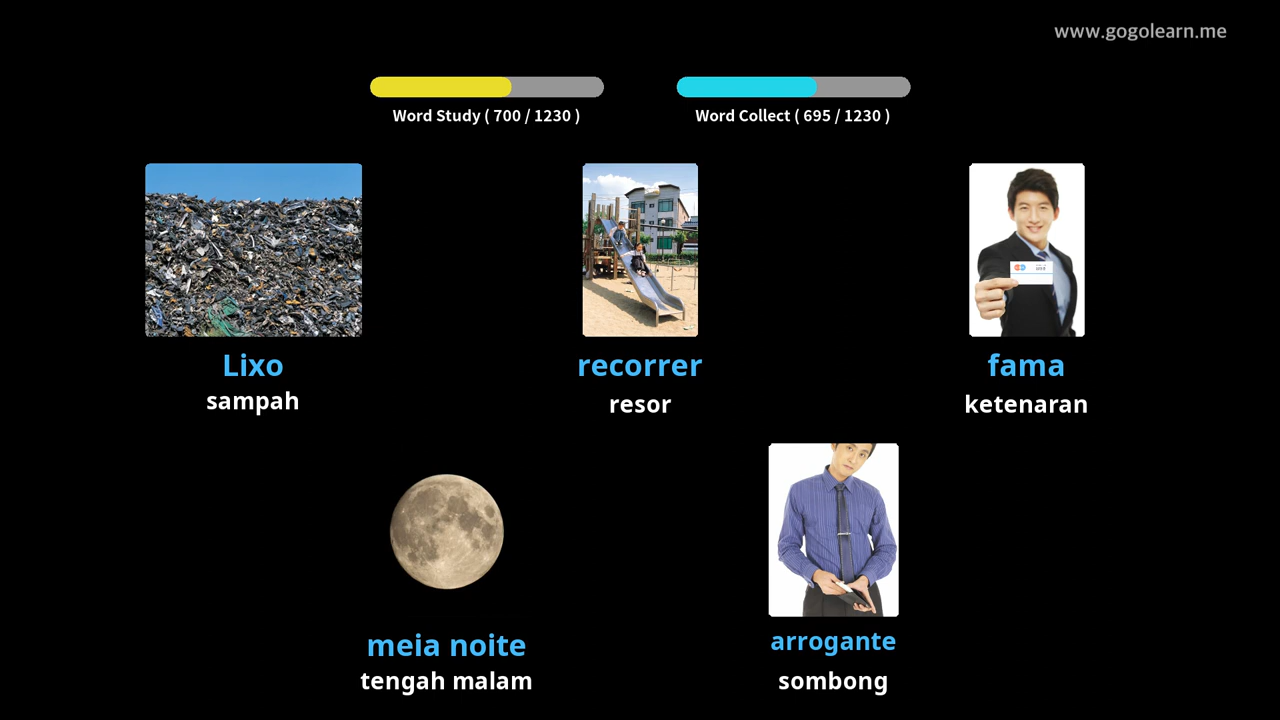 www.gogolearn.me
Word Study ( 700 / 1230 )
Word Collect ( 695 / 1230 )
Lixo
sampah
recorrer
resor
fama
ketenaran
meia noite
tengah malam
arrogante
sombong